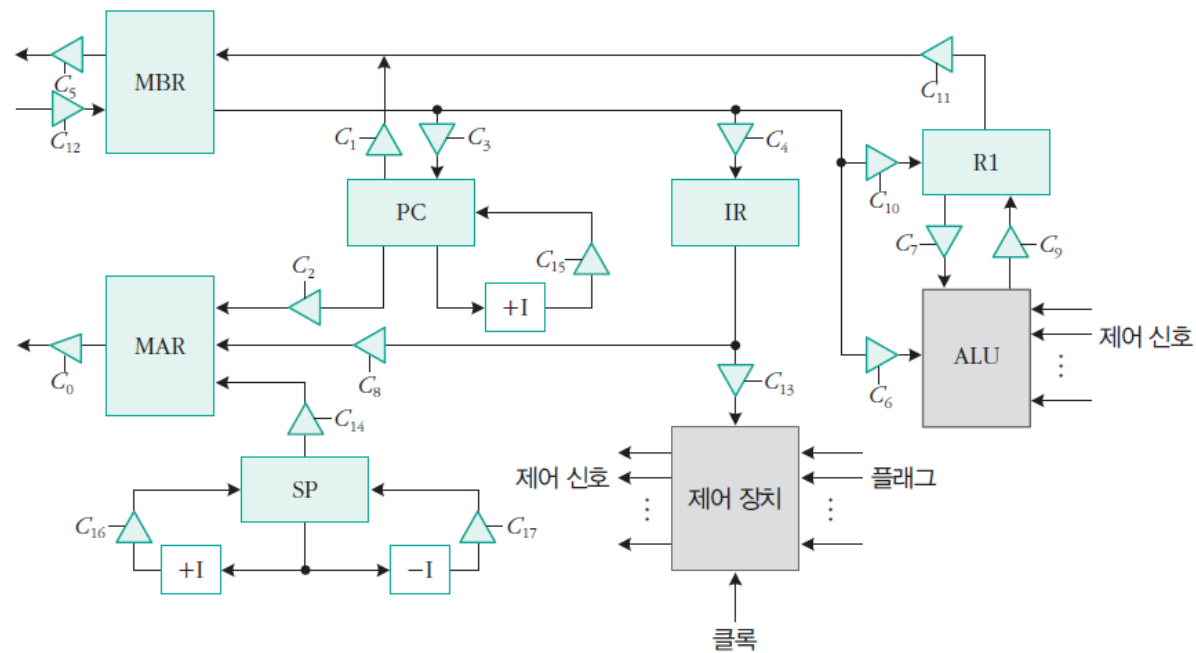 MBR
C5
C12
C1
C3
C4
C11
C10
R1
PC
IR
C7
C9
C2
C15
+I
MAR
C0
C8
C13
C6
ALU
제어 신호
⋮
C14
SP
C16
C17
+I
−I
제어 신호
⋮
제어 장치
플래그
⋮
클록